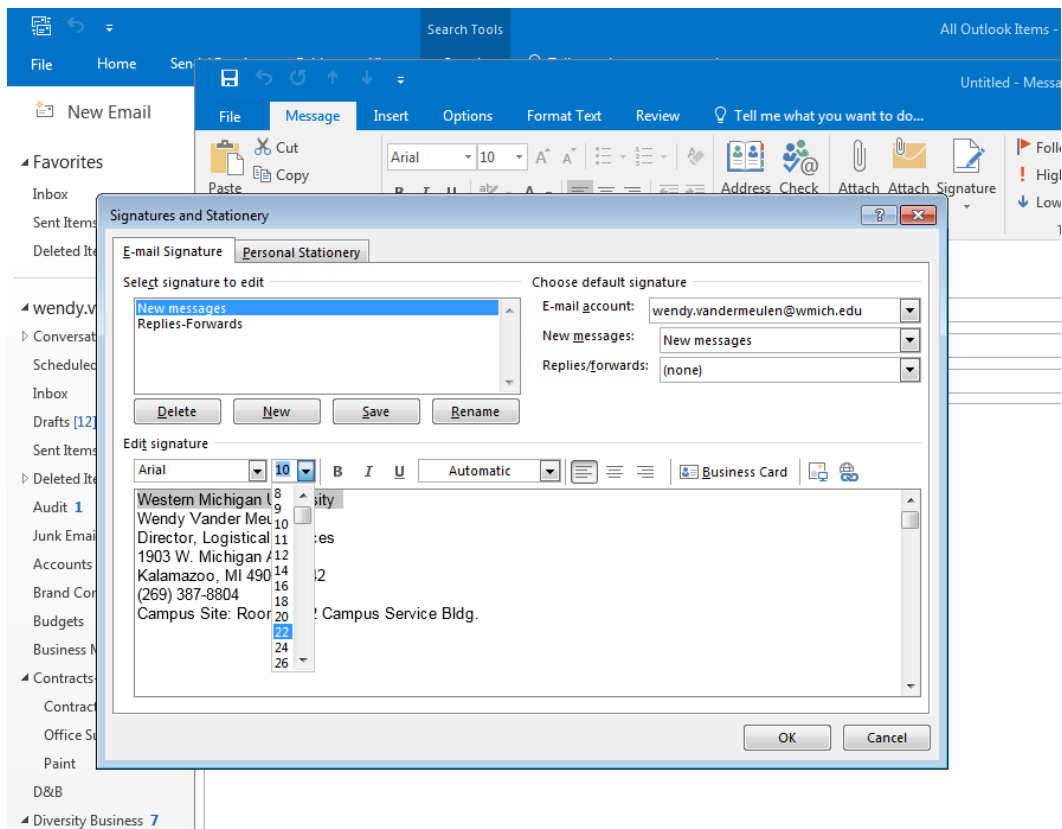 Search Tools
All Outlook Items -
File Home
Untitled - Messa
New Email
File Message Insert Options Format Text Review Tell me what you want to do...
Favorites
Cut
Copy
Paste
Arial 10
Address Check Attach Attach Signature
Follo
High
Low
Inbox
Sent Items
Deleted Ite
Signatures and Stationery
E-mail Signature Personal Stationery
Select signature to edit
New messages
Replies-Forwards
Choose default signature
E-mail account: wendy.vandermeulen@wmich.edu
New messages: New messages
Replies/forwards: (none)
Delete New Save Rename
Edit signature
Arial 10 B I U Automatic Business Card
Western Michigan U sity
Wendy Vander Meu
Director, Logistical es
1903 W. Michigan A
Kalamazoo, MI 490 42
(269) 387-8804
Campus Site: Roor 2 Campus Service Bldg.
8
9
10
11
12
14
16
18
20
22
24
26
OK Cancel
wendy.v
Conversat
Scheduled
Inbox
Drafts [12]
Sent Items
Deleted Ite
Audit 1
Junk Emai
Accounts
Brand Cor
Budgets
Business M
Contracts-
Contract
Office Su
Paint
D&B
Diversity Business 7